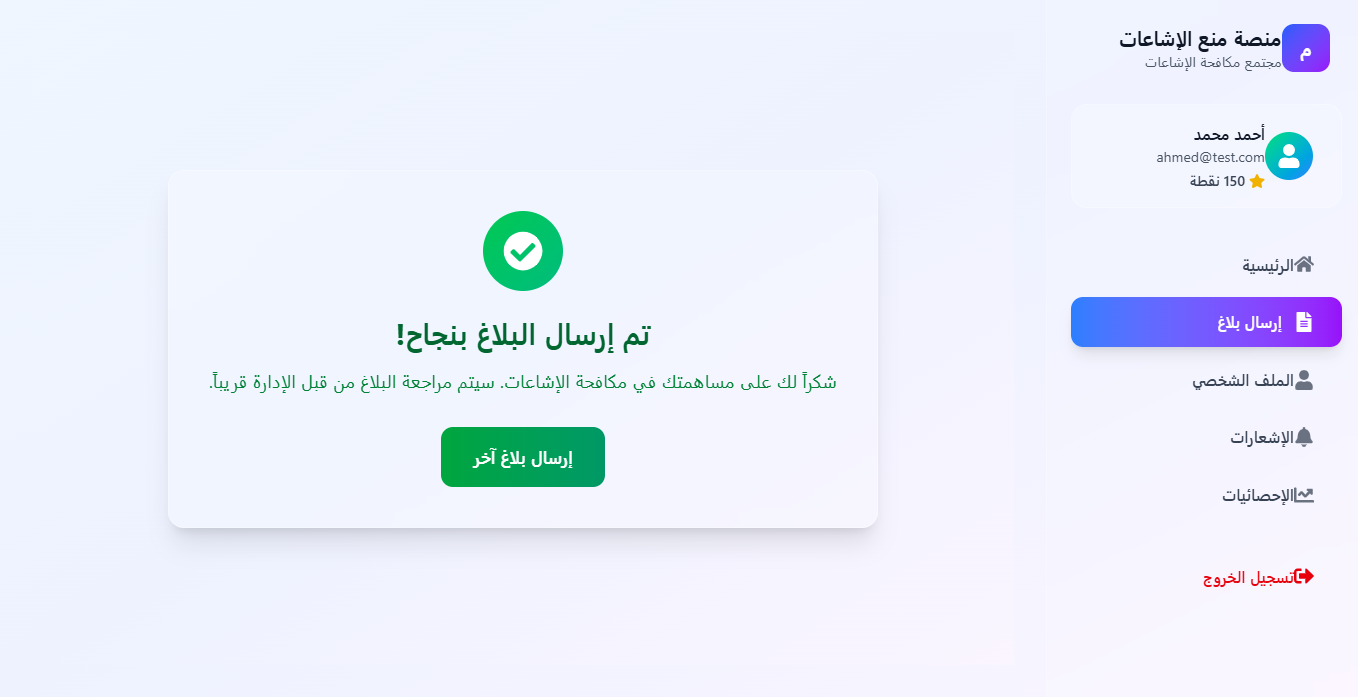 م
منصة منع الإشاعات
مجتمع مكافحة الإشاعات
أحمد محمد
ahmed@test.com
150 نقطة
الرئيسية
إرسال بلاغ
الملف الشخصي
الإشعارات
الإحصائيات
تسجيل الخروج
تم إرسال البلاغ بنجاح!
شكراً لك على مساهمتك في مكافحة الإشاعات. سيتم مراجعة البلاغ من قبل الإدارة قريباً.
إرسال بلاغ آخر